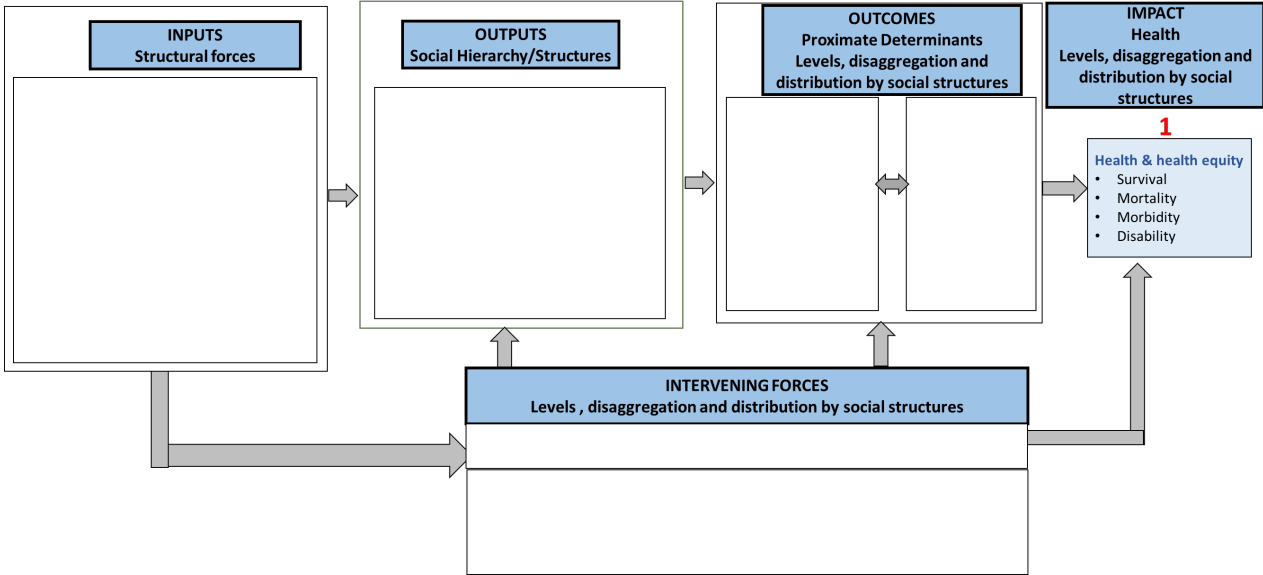 INPUTS
Structural forces
OUTPUTS
Social Hierarchy/Structures
OUTCOMES
Proximate Determinants
Levels, disaggregation and
distribution by social structures
IMPACT
Health
Levels, disaggregation and
distribution by social
structures
1
Health & health equity
• Survival
• Mortality
• Morbidity
• Disability
INTERVENING FORCES
Levels , disaggregation and distribution by social structures